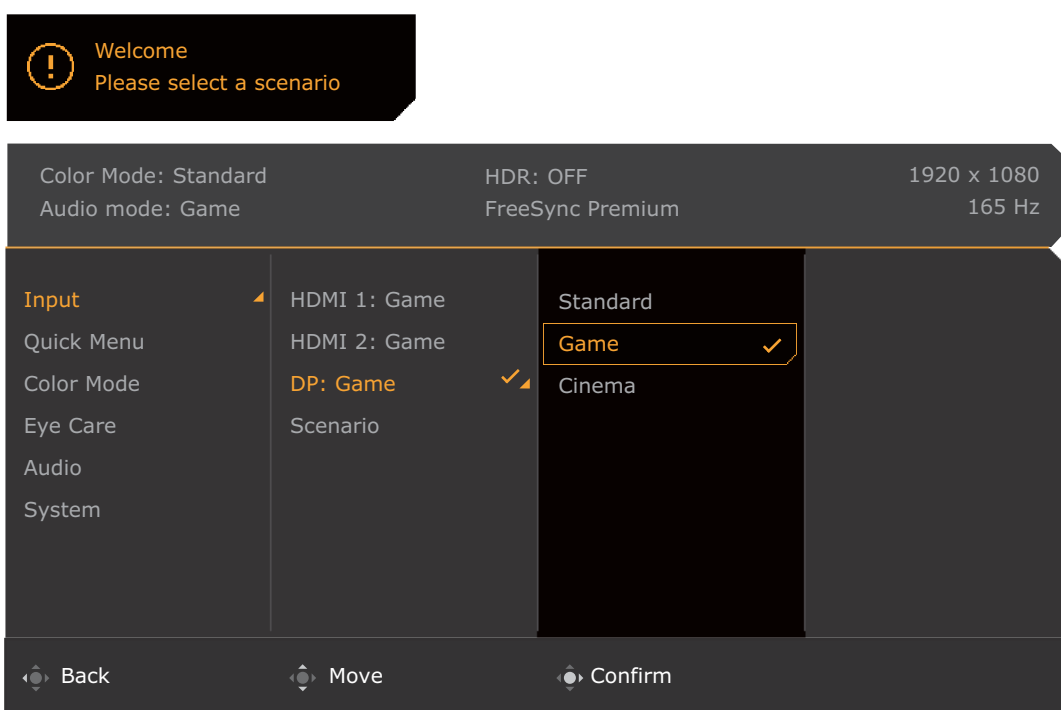 Welcome
Please select a scenario
Color Mode: Standard
Audio mode: Game
HDR: OFF
FreeSync Premium
1920 x 1080
165 Hz
Input
Quick Menu
Color Mode
Eye Care
Audio
System
HDMI 1: Game
HDMI 2: Game
DP: Game
Scenario
Standard
Game
Cinema
Back
Move
Confirm